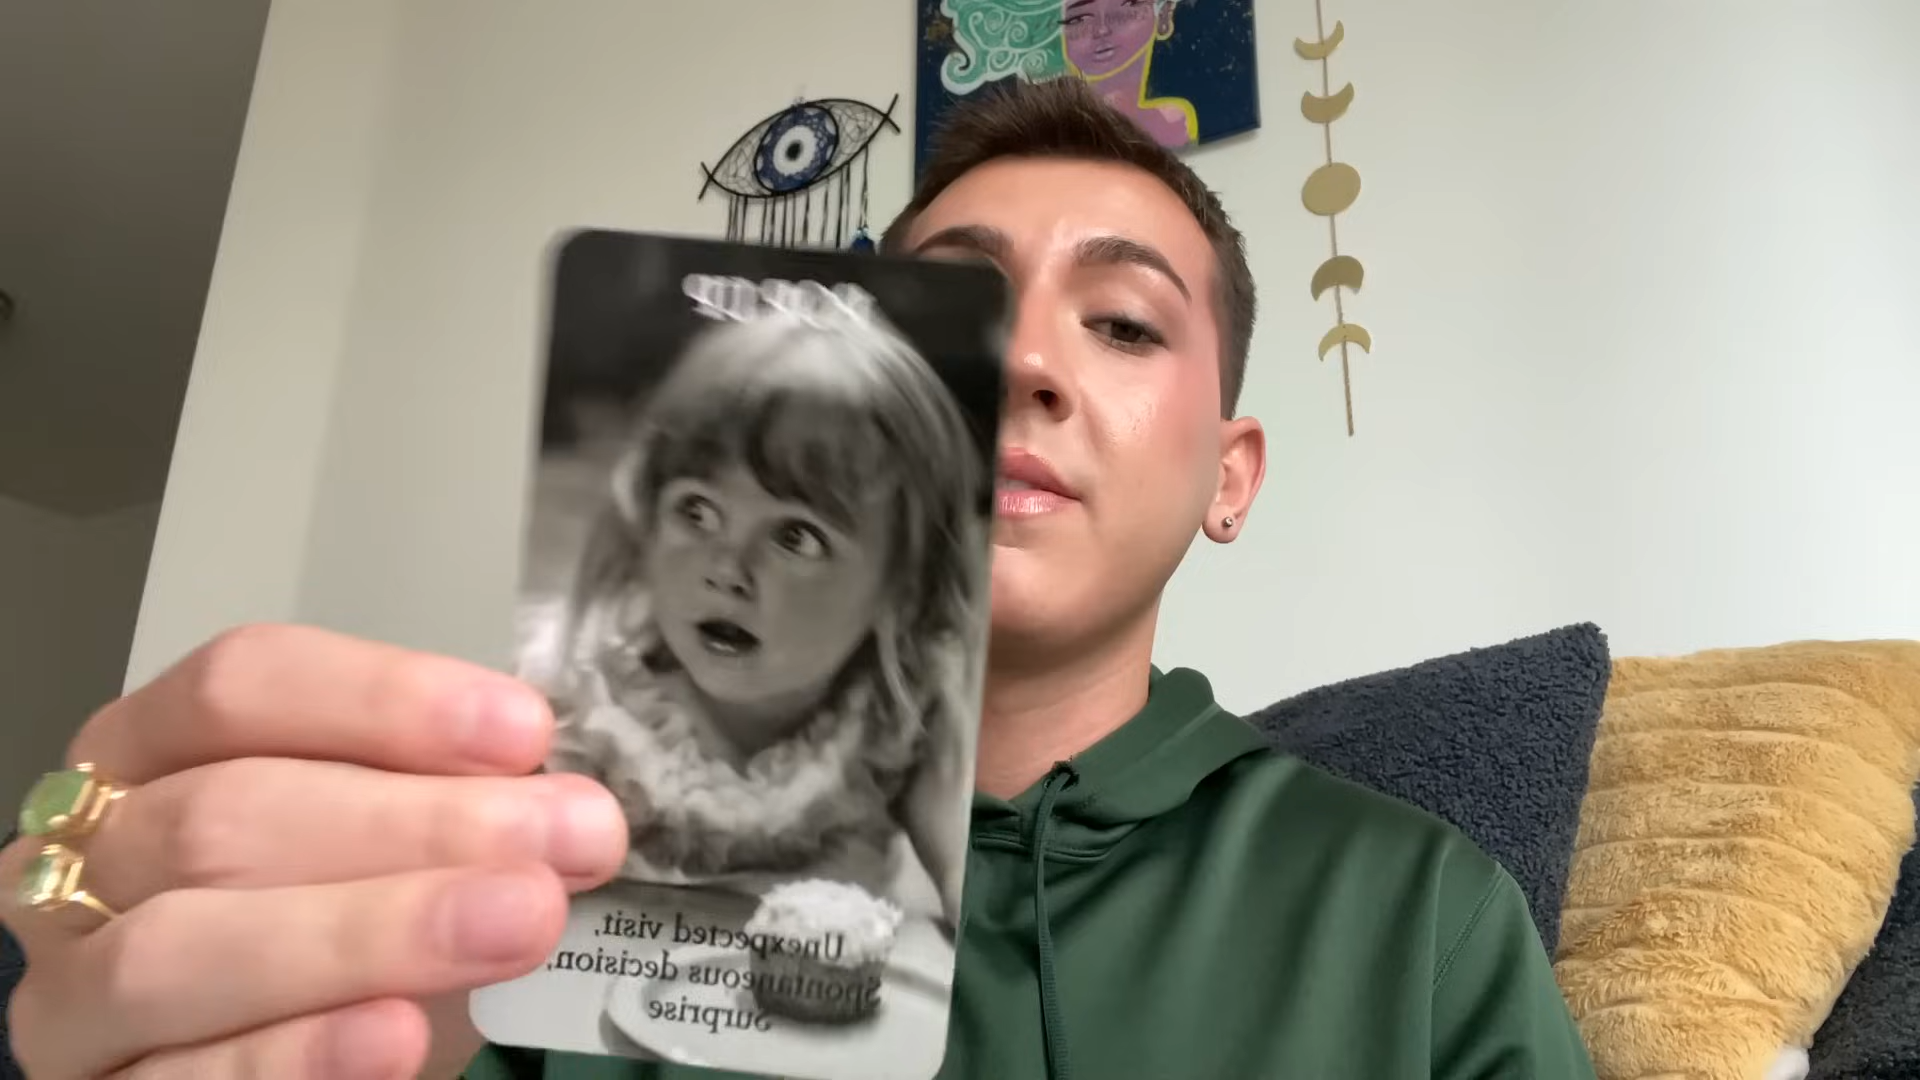 Unexpected visit,
Spontaneous decision,
Surprise